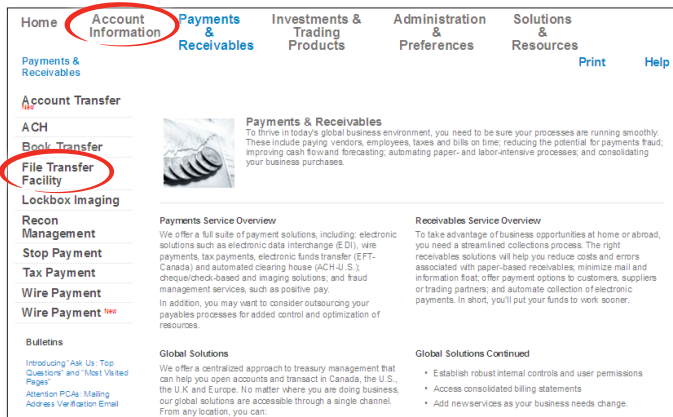 Home
Account
Information
Payments
&
Receivables
Investments &
Trading
Products
Administration
&
Preferences
Solutions
&
Resources
Payments &
Receivables
Print
Help
Account Transfer
New
ACH
Book Transfer
File Transfer
Facility
Lockbox Imaging
Recon
Management
Stop Payment
Tax Payment
Wire Payment
Wire Payment New
Bulletins
Introducing "Ask Us: Top
Questions" and "Most Visited
Pages"
Attention PCAs: Mailing
Address Verification Email
Payments & Receivables
To thrive in today's global business environment, you need to be sure your processes are running smoothly.
These include paying vendors, employees, taxes and bills on time; reducing the potential for payments fraud;
improving cash flow and forecasting; automating paper- and labor-intensive processes; and consolidating
your business purchases.
Payments Service Overview
We offer a full suite of payment solutions, including: electronic
solutions such as electronic data interchange (EDI), wire
payments, tax payments, electronic funds transfer (EFT-
Canada) and automated clearing house (ACH-U.S.);
cheque/check-based and imaging solutions; and fraud
management services, such as positive pay.
In addition, you may want to consider outsourcing your
payables processes for added control and optimization of
resources.
Receivables Service Overview
To take advantage of business opportunities at home or abroad,
you need a streamlined collections process. The right
receivables solutions will help you reduce costs and errors
associated with paper-based receivables; minimize mail and
information float; offer payment options to customers, suppliers
or trading partners; and automate collection of electronic
payments. In short, you'll put your funds to work sooner.
Global Solutions
We offer a centralized approach to treasury management that
can help you open accounts and transact in Canada, the U.S.,
the U.K and Europe. No matter where you are doing business,
our global solutions are accessible through a single channel.
From any location, you can:
Global Solutions Continued
• Establish robust internal controls and user permissions
• Access consolidated billing statements
• Add newservices as your business needs change.